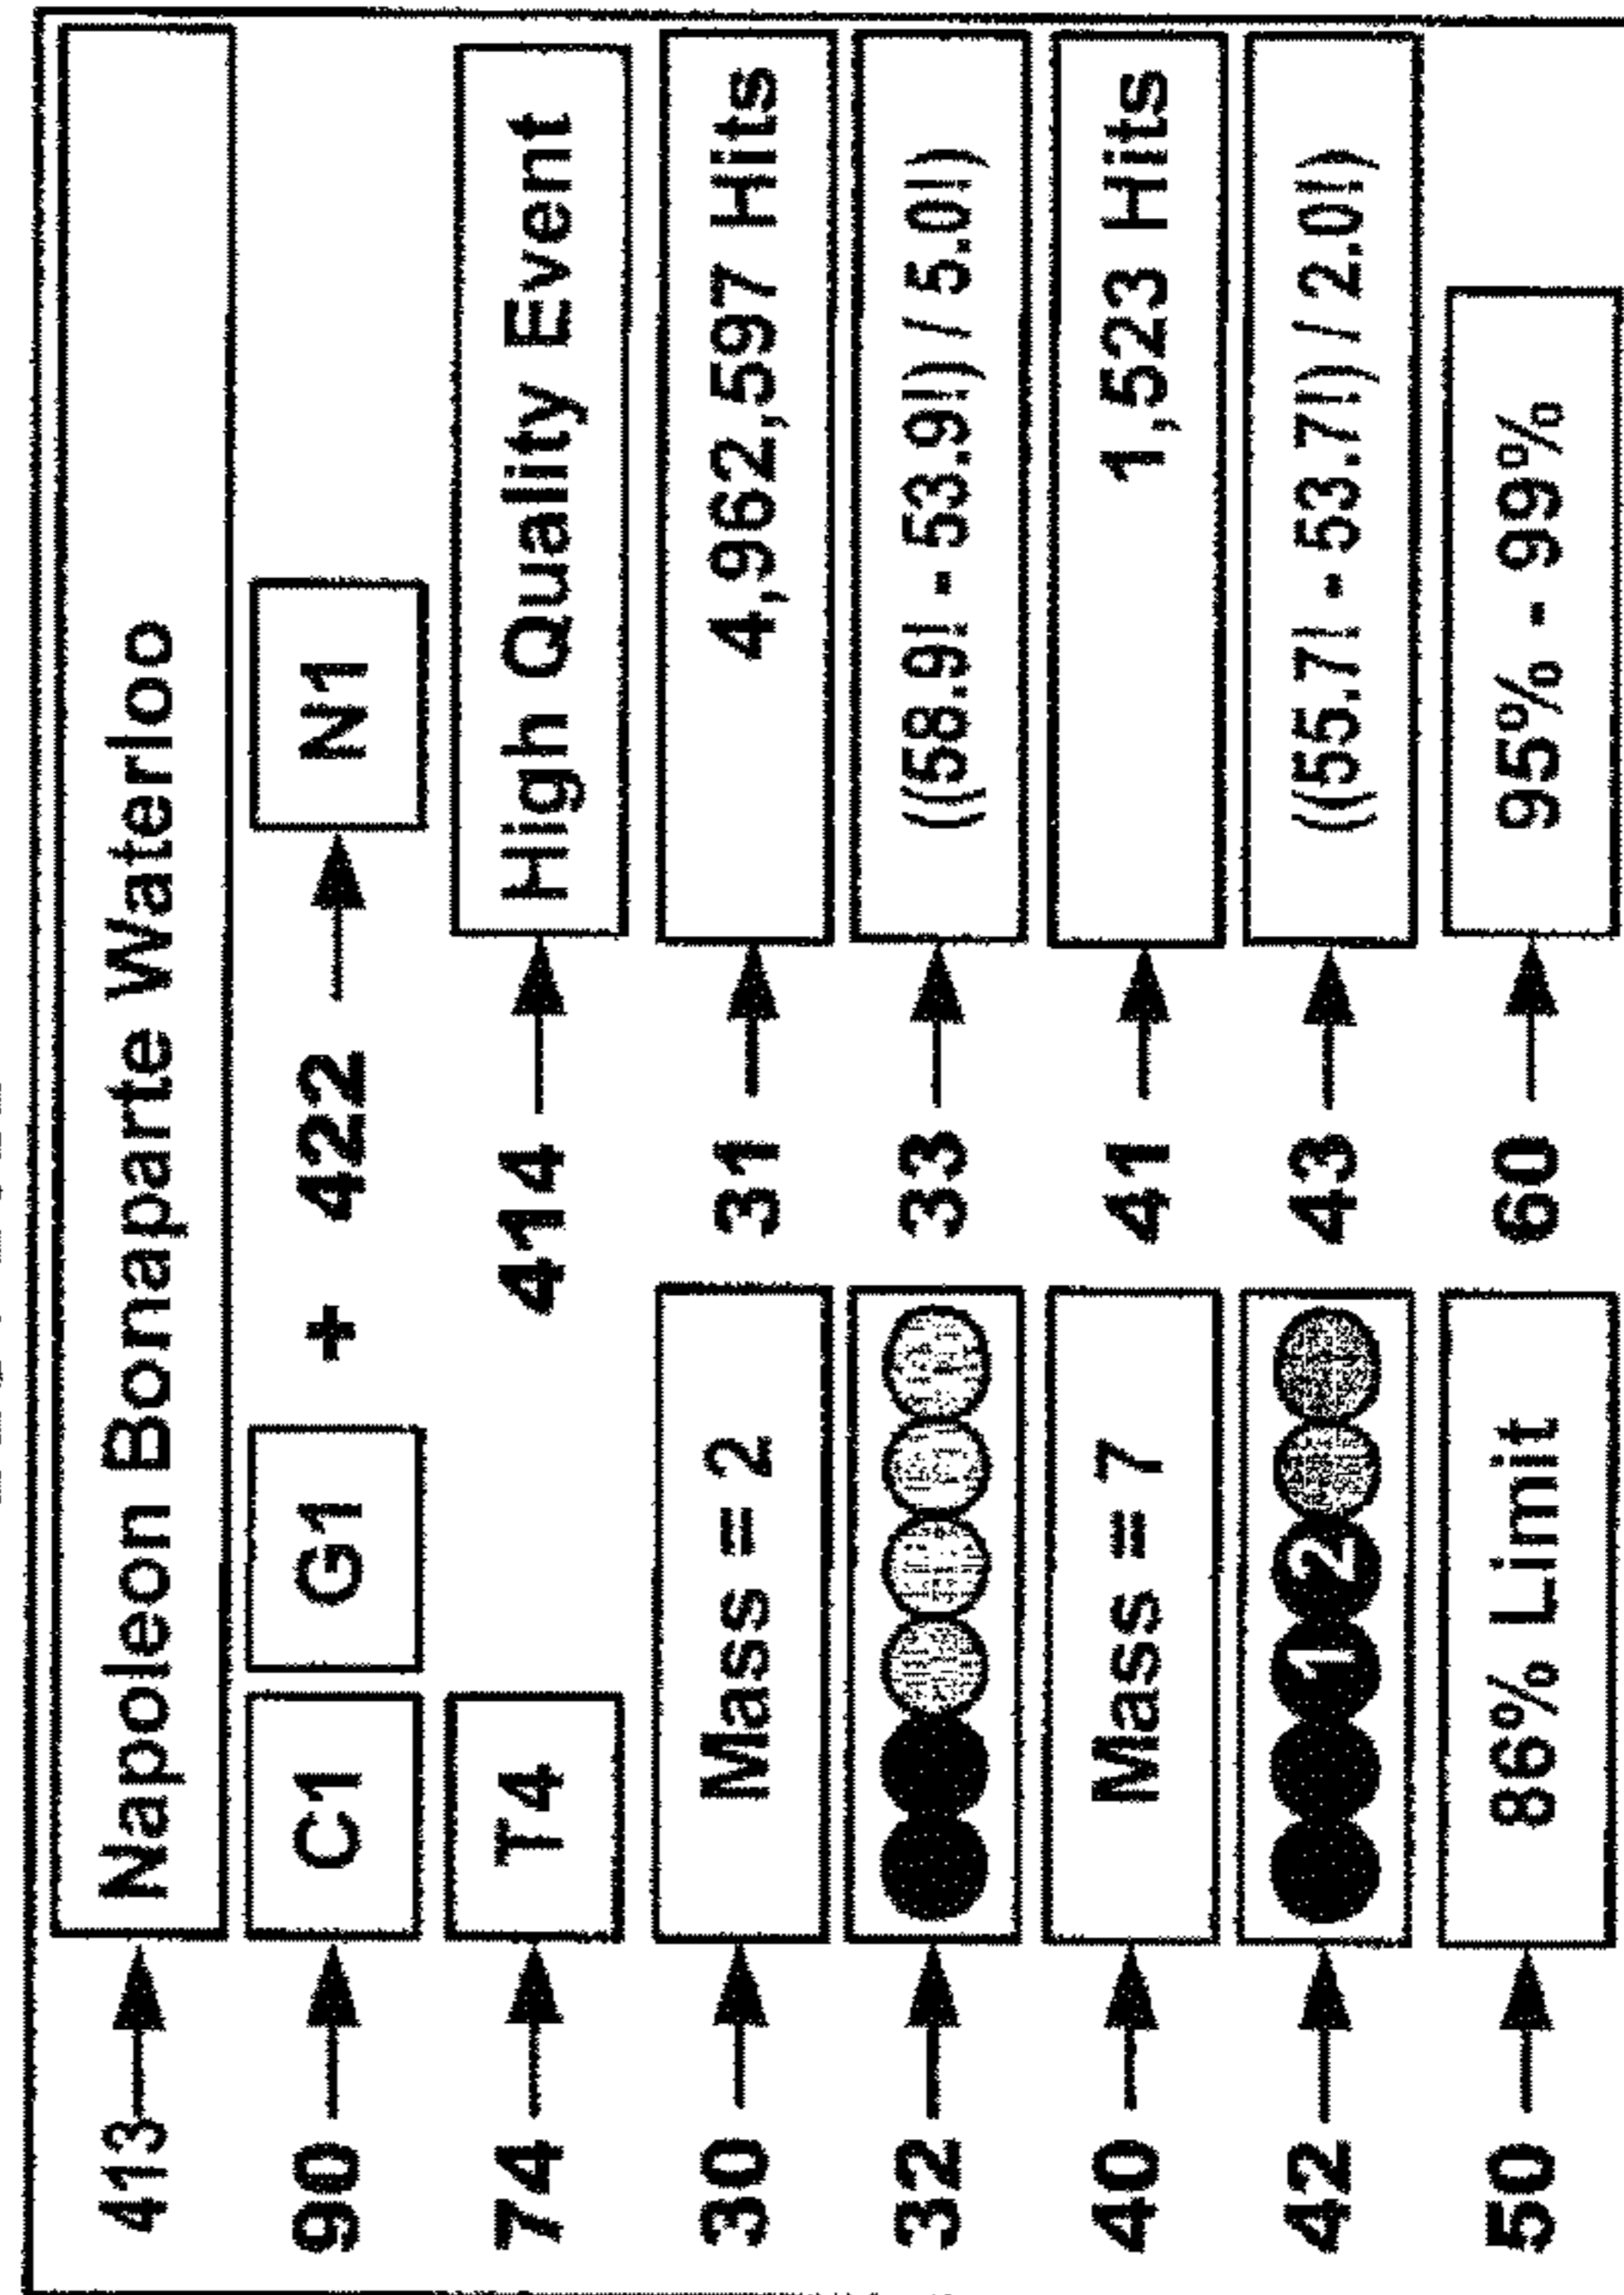 413 Napoleon Bonaparte Waterloo
90 C1 G1 + 422 N1
74 T4 414 High Quality Event
30 Mass = 2 31 4,962,597 Hits
32 33 ((58.9! - 53.9!) / 5.0!)
40 Mass = 7 41 1,523 Hits
42 1 2 43 ((55.7! - 53.7!) / 2.0!)
50 86% Limit 60 95% - 99%